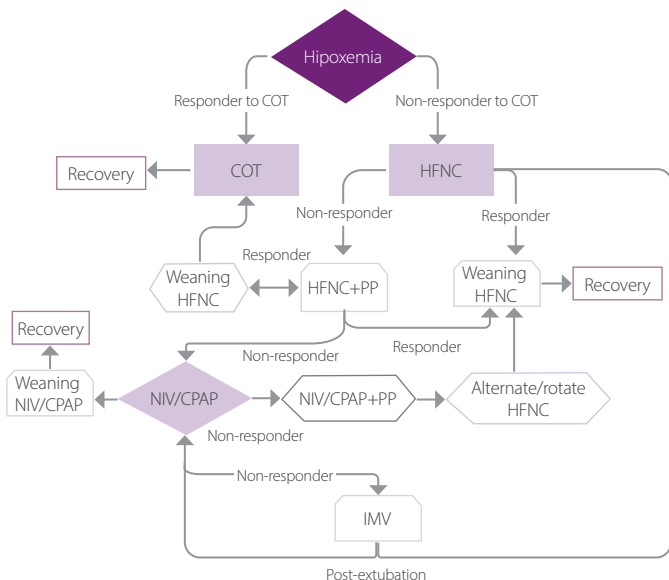 Hipoxemia
Responder to COT
Non-responder to COT
Recovery
COT
HFNC
Non-responder
Responder
Weaning
HFNC
Responder
HFNC+PP
Weaning
HFNC
Recovery
Recovery
Non-responder
Responder
Weaning
NIV/CPAP
NIV/CPAP
NIV/CPAP+PP
Alternate/rotate
HFNC
Non-responder
Non-responder
IMV
Post-extubation